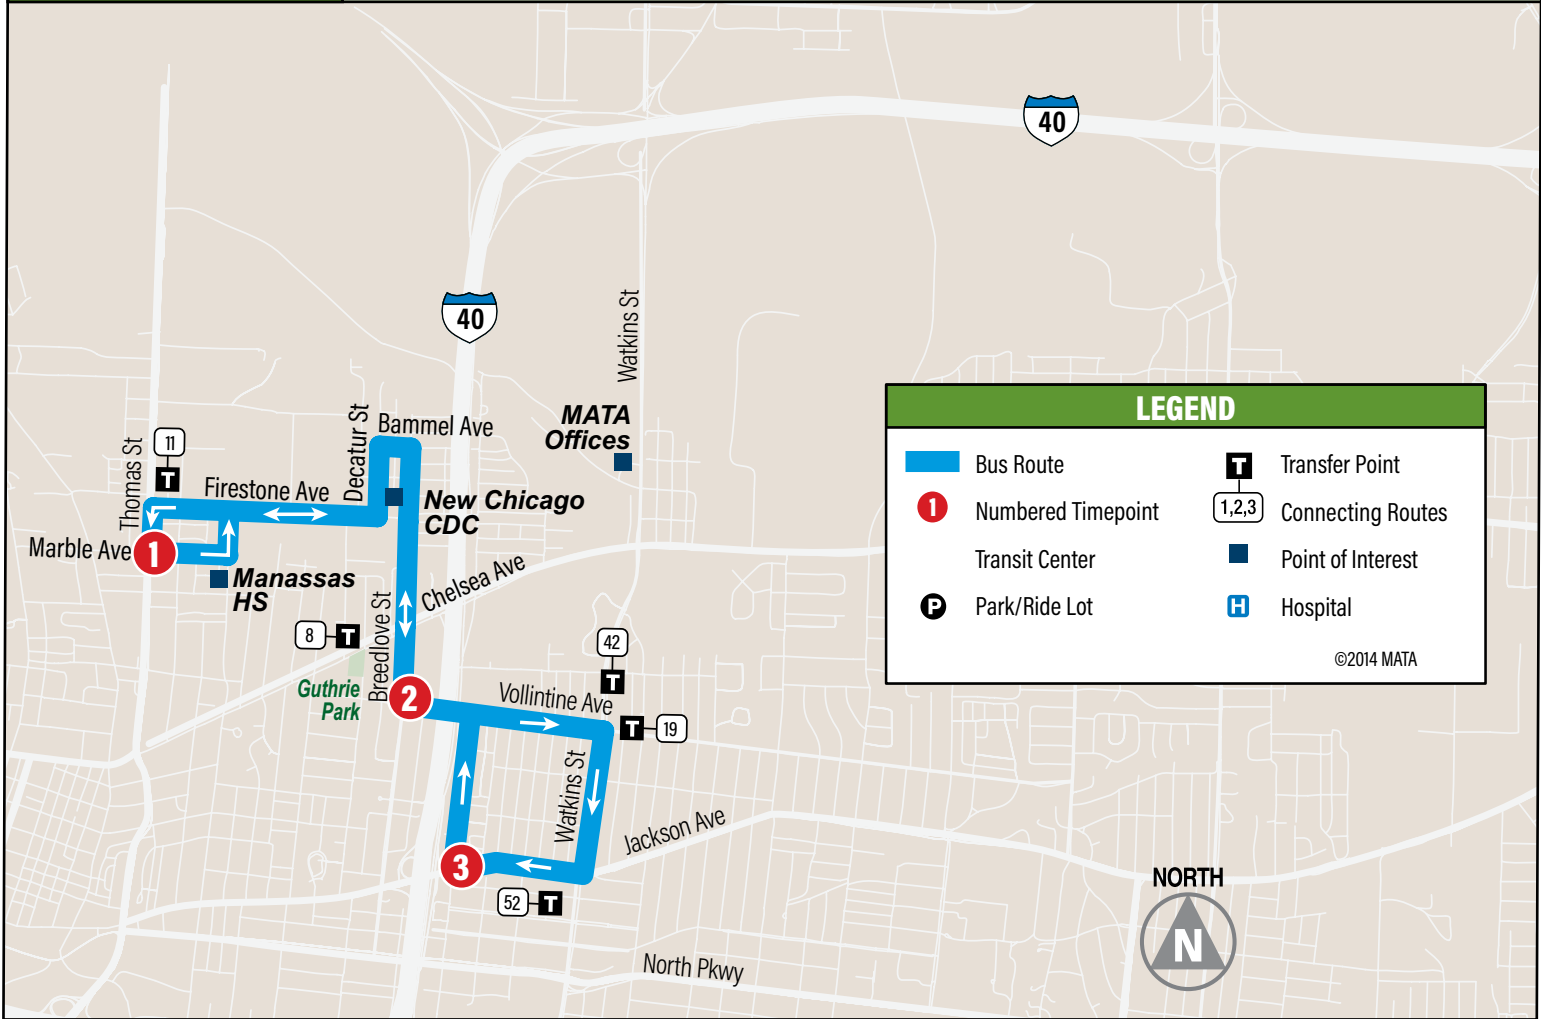 40
40
Watkins St
MATA
Offices
Decatur St
Bammel Ave
11
T
Thomas St
Firestone Ave
New Chicago
CDC
Marble Ave
1
Manassas
HS
Chelsea Ave
Breedlove St
8
T
42
T
Guthrie
Park
2
Vollintine Ave
T
19
Watkins St
Jackson Ave
3
52
T
North Pkwy
LEGEND
Bus Route
T
Transfer Point
1
Numbered Timepoint
1,2,3
Connecting Routes
Transit Center
Point of Interest
P
Park/Ride Lot
H
Hospital
©2014 MATA
NORTH
N